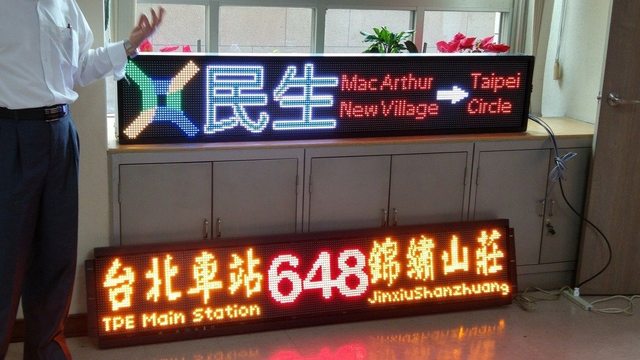 民生
Mac Arthur
New Village
Taipei
Circle
台北車站
TPE Main Station
648
錦繡山莊
JinxiuShanzhuang